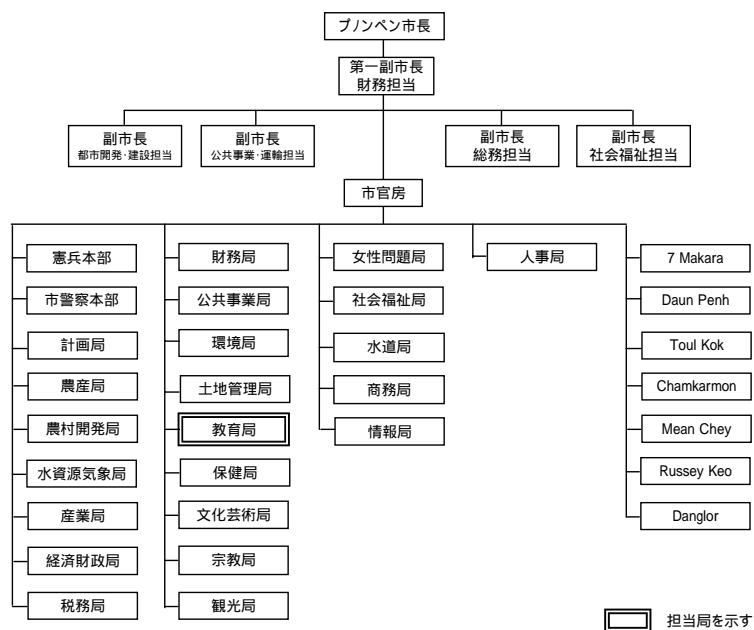 プノンペン市長
第一副市長
財務担当
副市長
都市開発・建設担当
副市長
公共事業・運輸担当
副市長
総務担当
副市長
社会福祉担当
市官房
憲兵本部
市警察本部
計画局
農産局
農村開発局
水資源気象局
産業局
経済財政局
税務局
財務局
公共事業局
環境局
土地管理局
教育局
保健局
文化芸術局
宗教局
観光局
女性問題局
社会福祉局
水道局
商務局
情報局
人事局
7 Makara
Daun Penh
Toul Kok
Chamkarmon
Mean Chey
Russey Keo
Danglor
担当局を示す